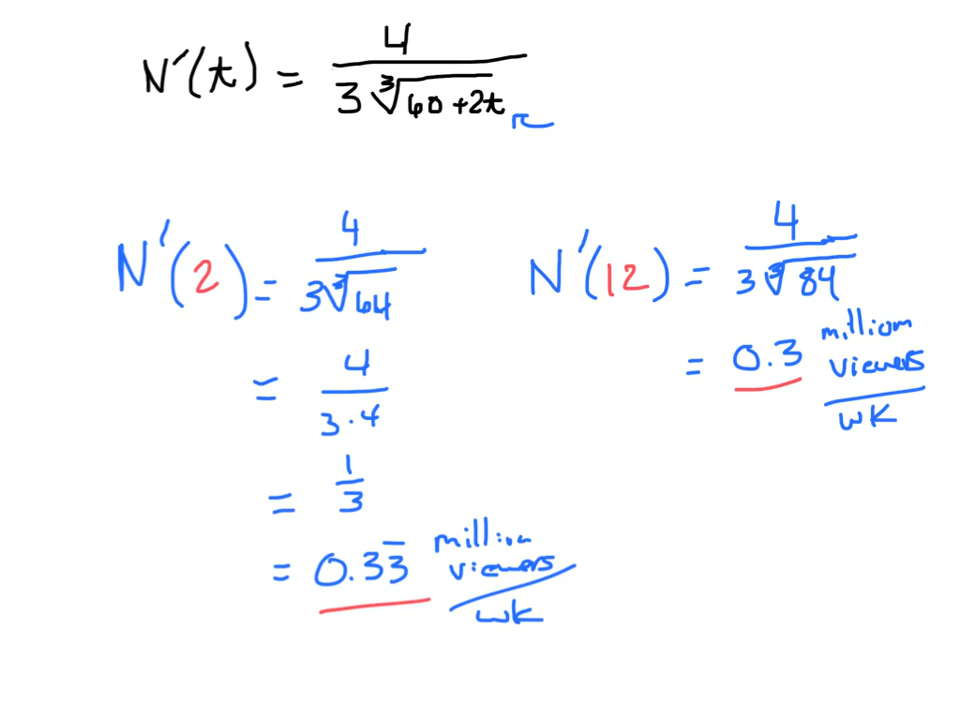 N'(t) = 4 / (3∛(60+2t))
N'(2) = 4 / (3∛64)
= 4 / (3·4)
= 1/3
= 0.33̅ million viewers / wk
N'(12) = 4 / (3∛84)
= 0.3 million viewers / wk